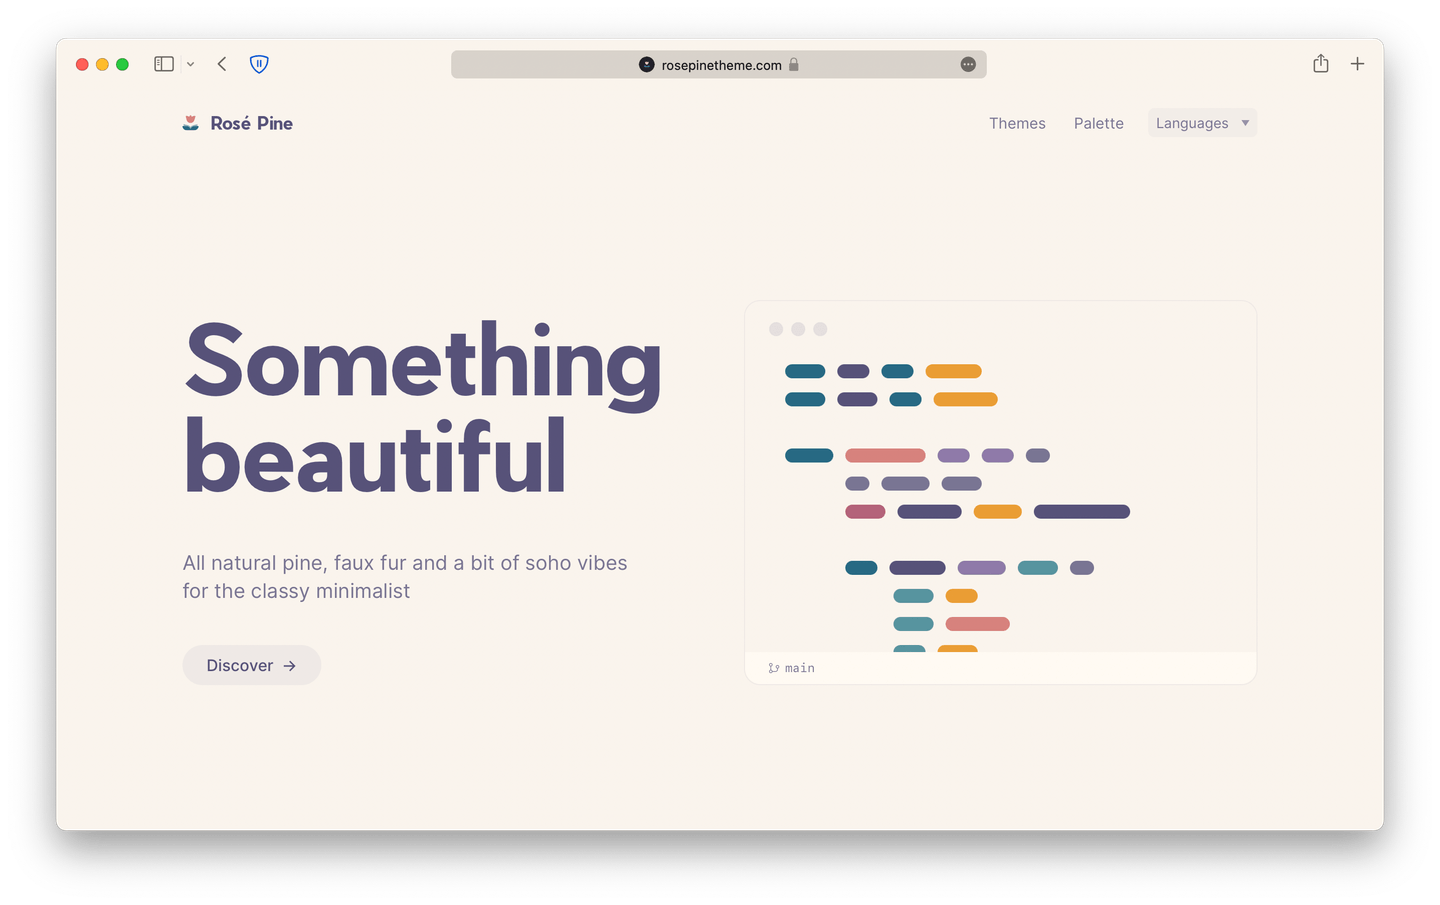 rosepinetheme.com
Rosé Pine
Themes Palette Languages
Something
beautiful
All natural pine, faux fur and a bit of soho vibes
for the classy minimalist
Discover →
main